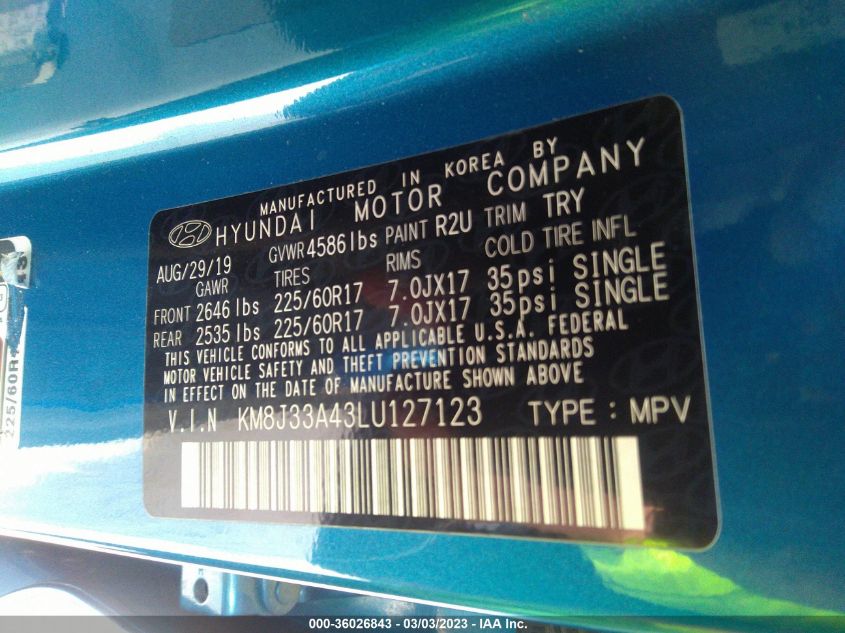 MANUFACTURED IN KOREA BY
HYUNDAI MOTOR COMPANY
AUG/29/19 GVWR 4586 lbs PAINT R2U TRIM TRY
GAWR TIRES RIMS COLD TIRE INFL
FRONT 2646 lbs 225/60R17 7.0JX17 35psi SINGLE
REAR 2535 lbs 225/60R17 7.0JX17 35psi SINGLE
THIS VEHICLE CONFORMS TO ALL APPLICABLE U.S.A. FEDERAL
MOTOR VEHICLE SAFETY AND THEFT PREVENTION STANDARDS
IN EFFECT ON THE DATE OF MANUFACTURE SHOWN ABOVE
V.I.N KM8J33A43LU127123 TYPE : MPV
225/60R
000-36026843 - 03/03/2023 - IAA Inc.